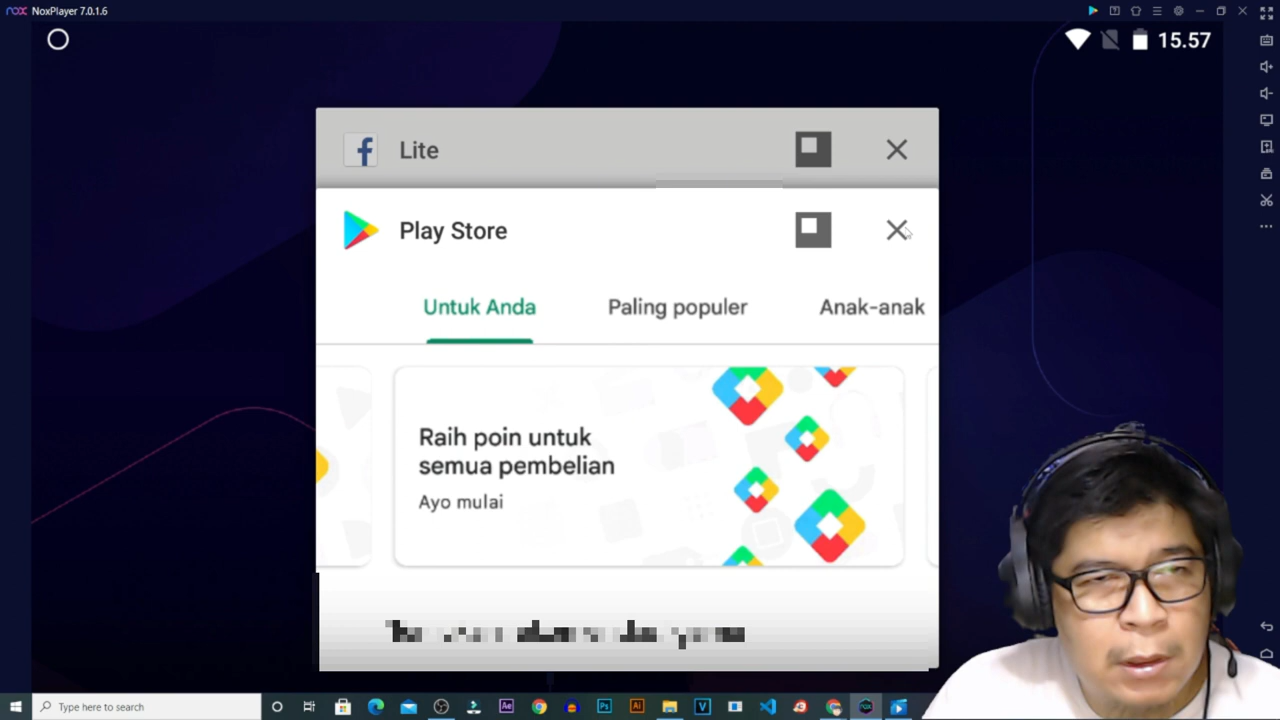 nox NoxPlayer 7.0.1.6
15.57
Lite
Play Store
Untuk Anda Paling populer Anak-anak
Raih poin untuk
semua pembelian
Ayo mulai
Type here to search